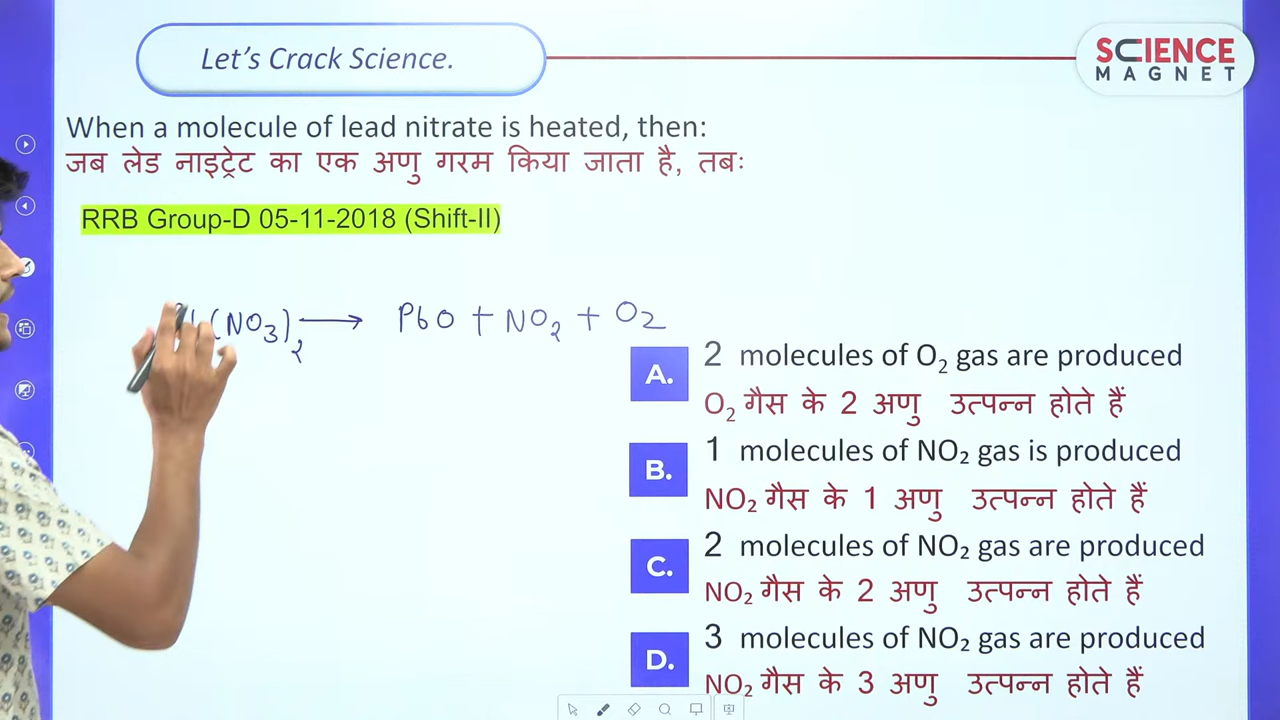 Let's Crack Science.
SCIENCE
MAGNET
When a molecule of lead nitrate is heated, then:
जब लेड नाइट्रेट का एक अणु गरम किया जाता है, तबः
RRB Group-D 05-11-2018 (Shift-II)
(NO₃)₂ ⟶ PbO + NO₂ + O₂
A. 2 molecules of O₂ gas are produced
O₂ गैस के 2 अणु उत्पन्न होते हैं
B. 1 molecules of NO₂ gas is produced
NO₂ गैस के 1 अणु उत्पन्न होते हैं
C. 2 molecules of NO₂ gas are produced
NO₂ गैस के 2 अणु उत्पन्न होते हैं
D. 3 molecules of NO₂ gas are produced
NO₂ गैस के 3 अणु उत्पन्न होते हैं